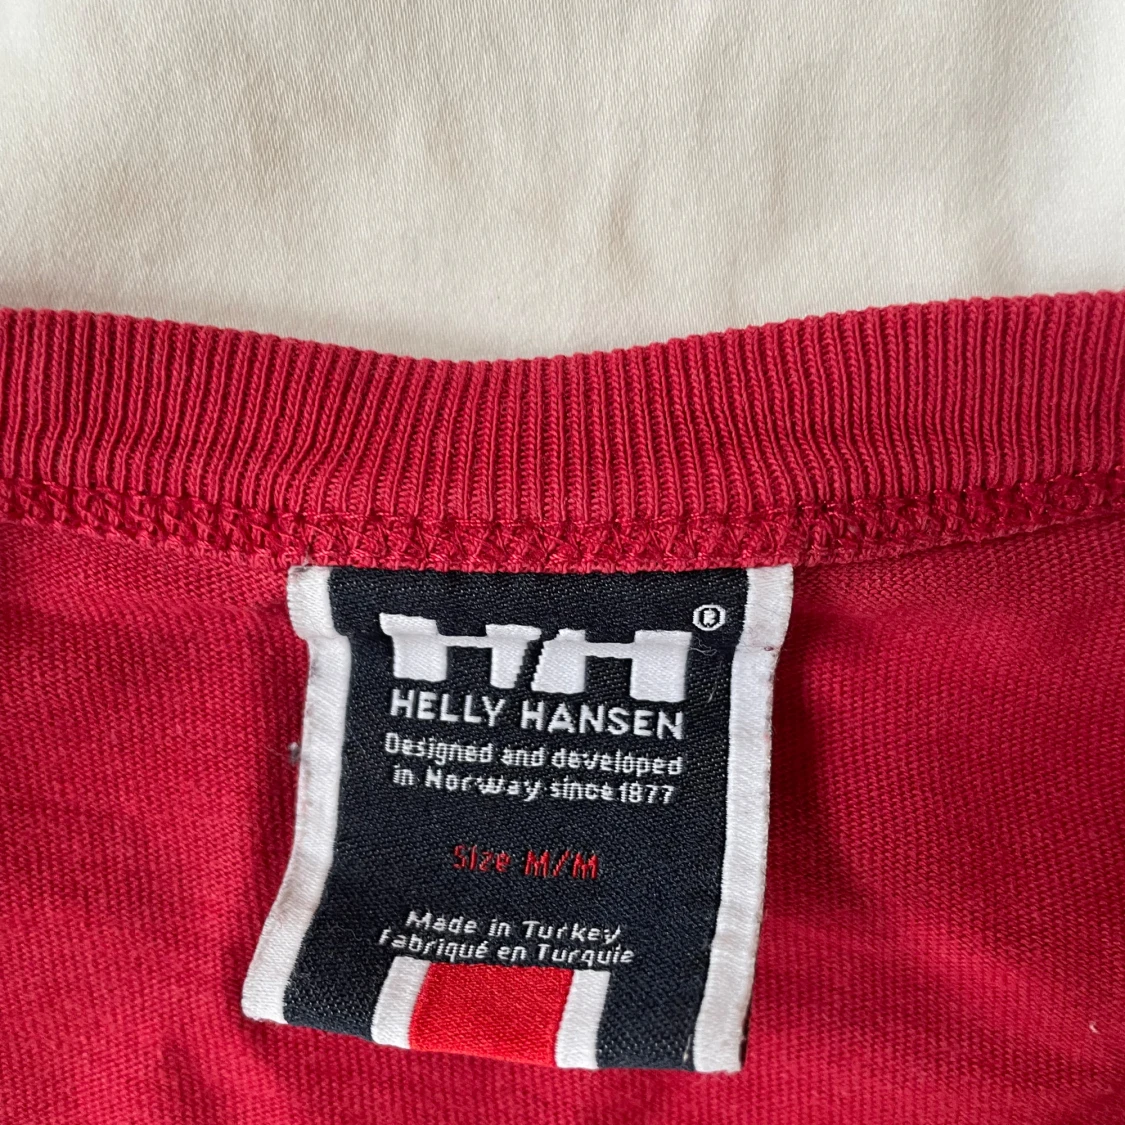 HH®
HELLY HANSEN
Designed and developed
in Norway since 1877
Size M/M
Made in Turkey
Fabriqué en Turquie